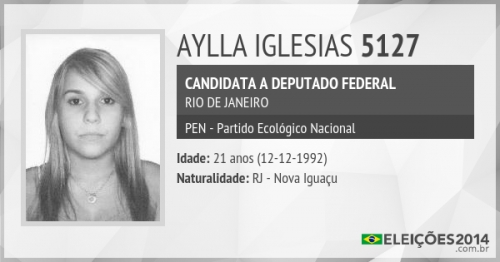 AYLLA IGLESIAS 5127
CANDIDATA A DEPUTADO FEDERAL
RIO DE JANEIRO
PEN - Partido Ecológico Nacional
Idade: 21 anos (12-12-1992)
Naturalidade: RJ - Nova Iguaçu
ELEIÇÕES2014
.com.br